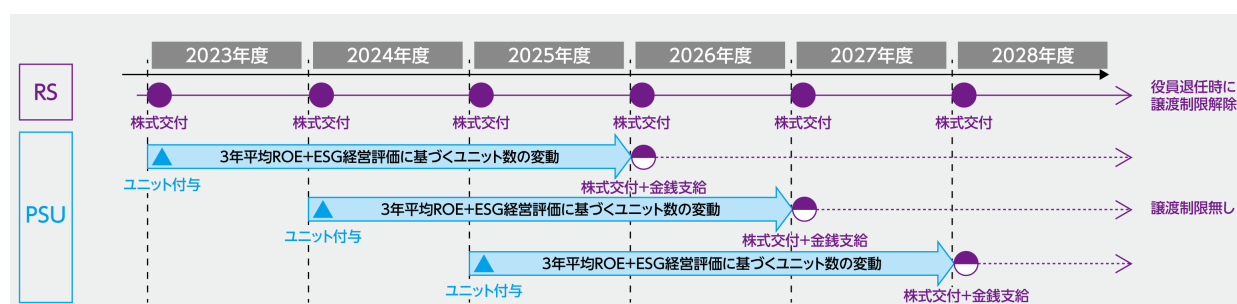 2023年度 2024年度 2025年度 2026年度 2027年度 2028年度
RS
役員退任時に
譲渡制限解除
株式交付 株式交付 株式交付 株式交付 株式交付 株式交付
PSU
3年平均ROE+ESG経営評価に基づくユニット数の変動
ユニット付与
株式交付+金銭支給
3年平均ROE+ESG経営評価に基づくユニット数の変動
譲渡制限無し
ユニット付与
株式交付+金銭支給
3年平均ROE+ESG経営評価に基づくユニット数の変動
ユニット付与
株式交付+金銭支給